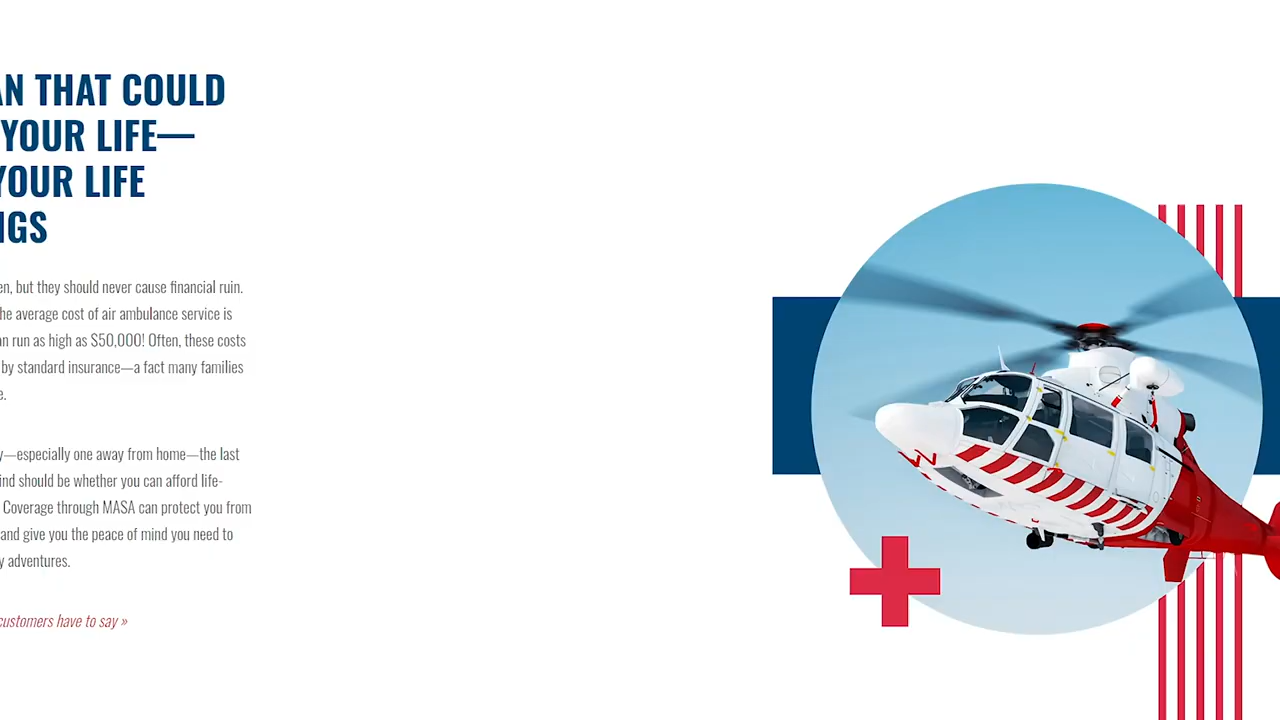 AN THAT COULD
YOUR LIFE—
YOUR LIFE
NGS
en, but they should never cause financial ruin.
he average cost of air ambulance service is
an run as high as $50,000! Often, these costs
by standard insurance—a fact many families
e.
y—especially one away from home—the last
ind should be whether you can afford life-
Coverage through MASA can protect you from
and give you the peace of mind you need to
y adventures.
customers have to say »